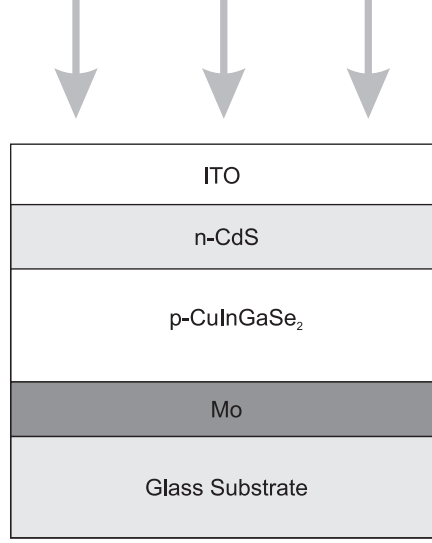 ITO
n-CdS
p-CuInGaSe₂
Mo
Glass Substrate